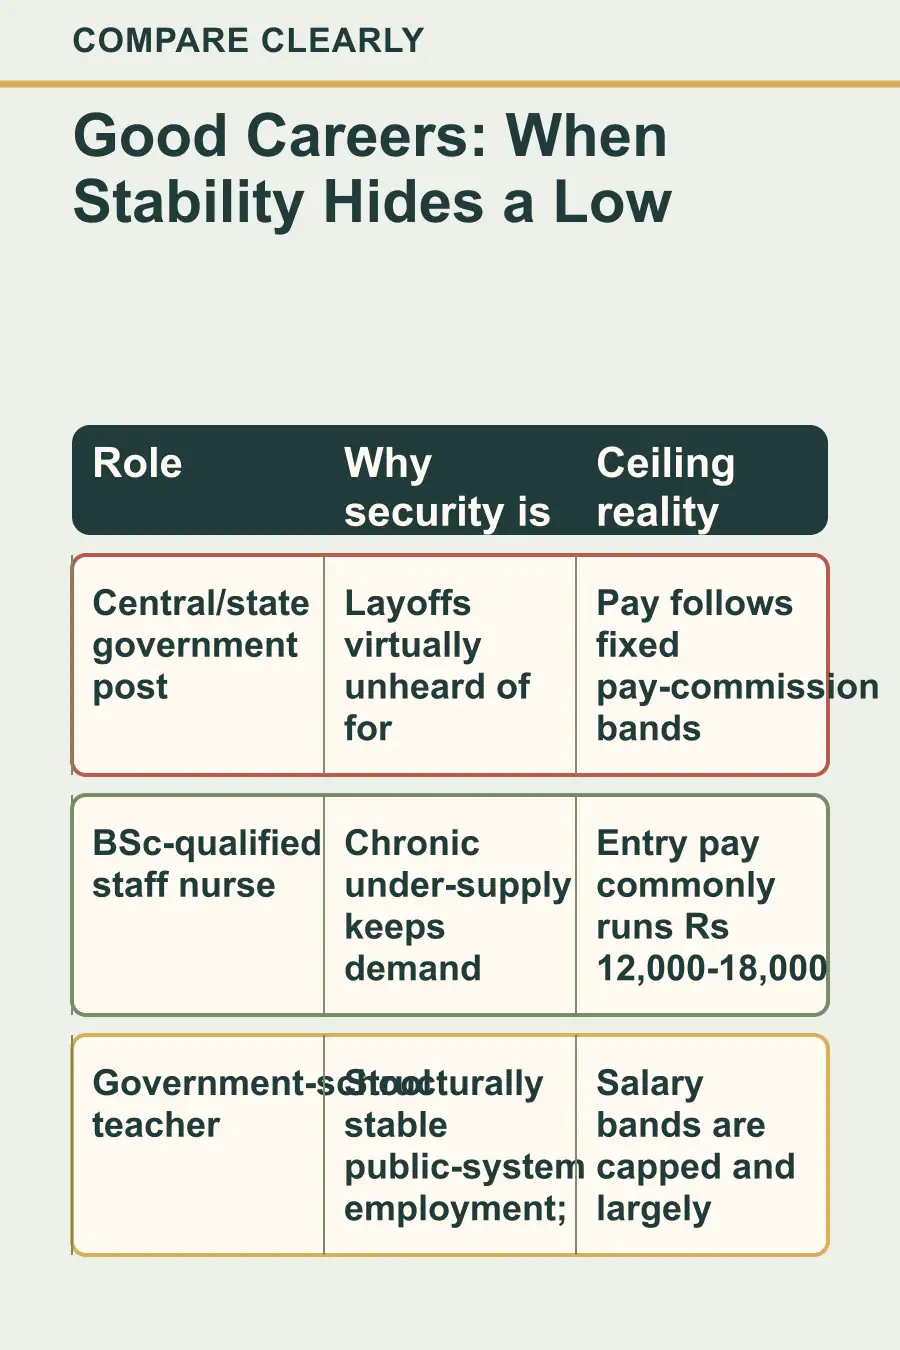 COMPARE CLEARLY
Good Careers: When
Stability Hides a Low
Role
Why
security is
Ceiling
reality
Central/state
government
post
Layoffs
virtually
unheard of
for
Pay follows
fixed
pay-commission
bands
BSc-qualified
staff nurse
Chronic
under-supply
keeps
demand
Entry pay
commonly
runs Rs
12,000-18,000
Government-school
teacher
Structurally
stable
public-system
employment;
Salary
bands are
capped and
largely